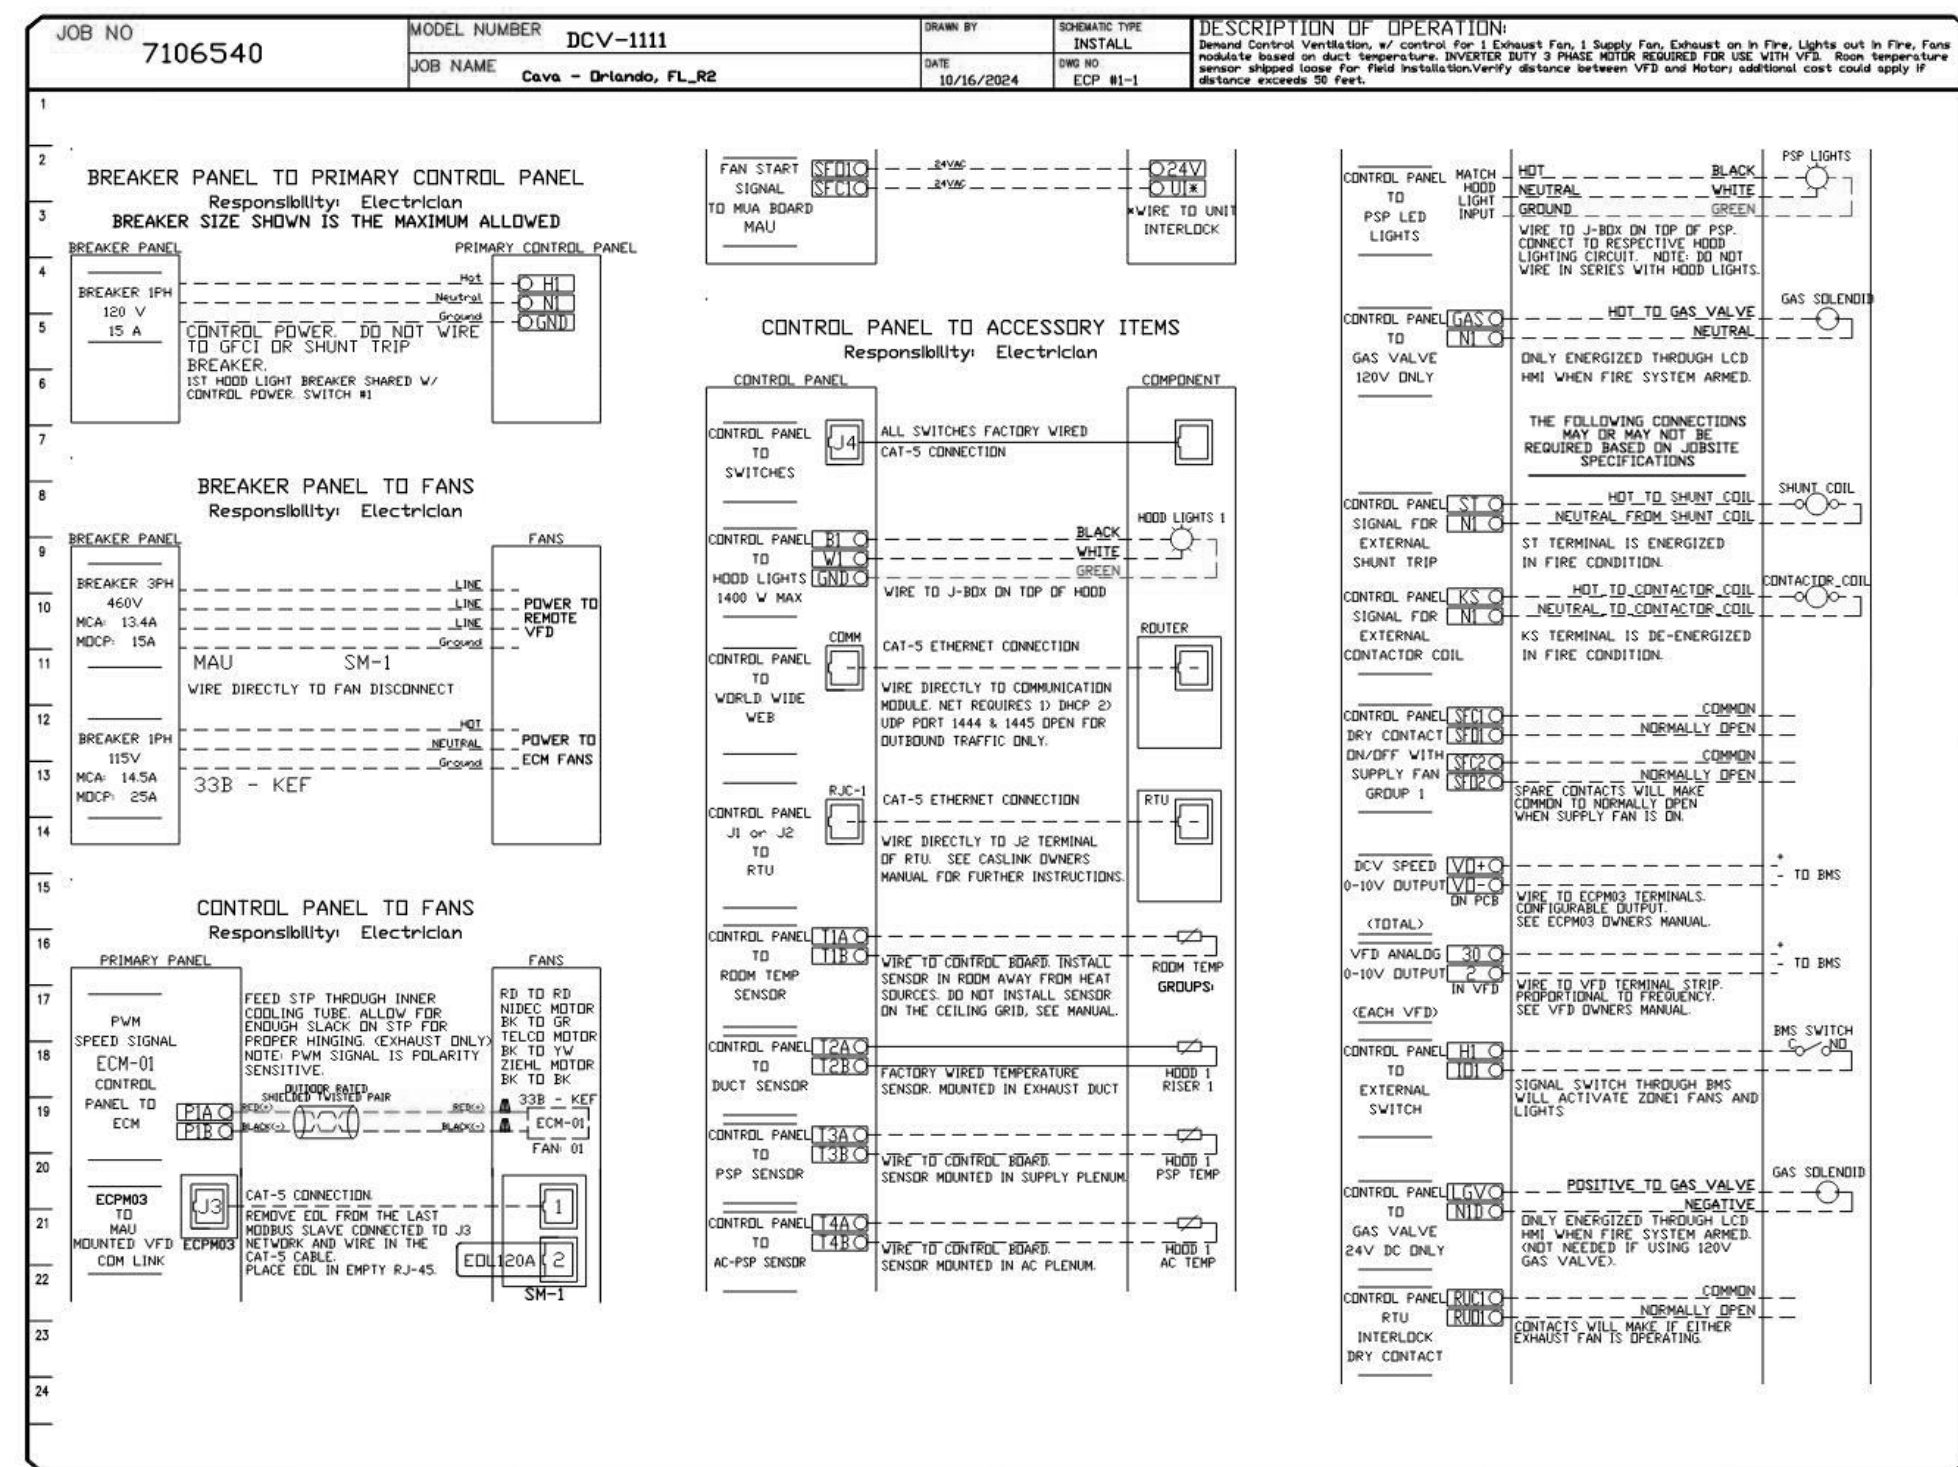 JOB NO
7106540
MODEL NUMBER
DCV-1111
JOB NAME
Cava - Orlando, FL_R2
DRAWN BY
DATE
10/16/2024
SCHEMATIC TYPE
INSTALL
DWG NO
ECP #1-1
DESCRIPTION OF OPERATION:
Demand Control Ventilation, w/ control for 1 Exhaust Fan, 1 Supply Fan, Exhaust on in Fire, Lights out in Fire, Fans
modulate based on duct temperature. INVERTER DUTY 3 PHASE MOTOR REQUIRED FOR USE WITH VFD. Room temperature
sensor shipped loose for field installation.Verify distance between VFD and Motor; additional cost could apply if
distance exceeds 50 feet.
1
2
3
4
5
6
7
8
9
10
11
12
13
14
15
16
17
18
19
20
21
22
23
24
BREAKER PANEL TO PRIMARY CONTROL PANEL
Responsibility: Electrician
BREAKER SIZE SHOWN IS THE MAXIMUM ALLOWED
BREAKER PANEL
PRIMARY CONTROL PANEL
BREAKER 1PH
120 V
15 A
Hot
H1
Neutral
N1
Ground
GND
CONTROL POWER. DO NOT WIRE
TO GFCI OR SHUNT TRIP
BREAKER.
1ST HOOD LIGHT BREAKER SHARED W/
CONTROL POWER. SWITCH #1
BREAKER PANEL TO FANS
Responsibility: Electrician
BREAKER PANEL
FANS
BREAKER 3PH
460V
MCA: 13.4A
MOCP: 15A
LINE
LINE
LINE
Ground
POWER TO
REMOTE
VFD
MAU SM-1
WIRE DIRECTLY TO FAN DISCONNECT
BREAKER 1PH
115V
MCA: 14.5A
MOCP: 25A
HOT
NEUTRAL
Ground
POWER TO
ECM FANS
33B - KEF
CONTROL PANEL TO FANS
Responsibility: Electrician
PRIMARY PANEL
FANS
PWM
SPEED SIGNAL
ECM-01
CONTROL
PANEL TO
ECM
FEED STP THROUGH INNER
COOLING TUBE. ALLOW FOR
ENOUGH SLACK ON STP FOR
PROPER HINGING. (EXHAUST ONLY)
NOTE: PWM SIGNAL IS POLARITY
SENSITIVE.
RD TO RD
NIDEC MOTOR
BK TO GR
TELCO MOTOR
BK TO YW
ZIEHL MOTOR
BK TO BK
OUTDOOR RATED
SHIELDED TWISTED PAIR
P1A
RED(+)
RED(+)
P1B
BLACK(-)
BLACK(-)
33B - KEF
ECM-01
FAN: 01
ECPM03
TO
MAU
MOUNTED VFD
COM LINK
J3
ECPM03
CAT-5 CONNECTION.
REMOVE EOL FROM THE LAST
MODBUS SLAVE CONNECTED TO J3
NETWORK AND WIRE IN THE
CAT-5 CABLE.
PLACE EOL IN EMPTY RJ-45.
1
EOL120A
2
SM-1
FAN START
SIGNAL
TO MUA BOARD
MAU
SFO1
24VAC
24V
SFC1
24VAC
U1*
*WIRE TO UNIT
INTERLOCK
CONTROL PANEL TO ACCESSORY ITEMS
Responsibility: Electrician
CONTROL PANEL
COMPONENT
CONTROL PANEL
TO
SWITCHES
J4
ALL SWITCHES FACTORY WIRED
CAT-5 CONNECTION
CONTROL PANEL
TO
HOOD LIGHTS
1400 W MAX
B1
BLACK
W1
WHITE
GND
GREEN
HOOD LIGHTS 1
WIRE TO J-BOX ON TOP OF HOOD
CONTROL PANEL
TO
WORLD WIDE
WEB
COMM
CAT-5 ETHERNET CONNECTION
ROUTER
WIRE DIRECTLY TO COMMUNICATION
MODULE. NET REQUIRES 1) DHCP 2)
UDP PORT 1444 & 1445 OPEN FOR
OUTBOUND TRAFFIC ONLY.
CONTROL PANEL
J1 or J2
TO
RTU
RJC-1
CAT-5 ETHERNET CONNECTION
RTU
WIRE DIRECTLY TO J2 TERMINAL
OF RTU. SEE CASLINK OWNERS
MANUAL FOR FURTHER INSTRUCTIONS.
CONTROL PANEL
TO
ROOM TEMP
SENSOR
T1A
T1B
WIRE TO CONTROL BOARD. INSTALL
SENSOR IN ROOM AWAY FROM HEAT
SOURCES. DO NOT INSTALL SENSOR
ON THE CEILING GRID, SEE MANUAL.
ROOM TEMP
GROUPS:
CONTROL PANEL
TO
DUCT SENSOR
T2A
T2B
FACTORY WIRED TEMPERATURE
SENSOR. MOUNTED IN EXHAUST DUCT
HOOD 1
RISER 1
CONTROL PANEL
TO
PSP SENSOR
T3A
T3B
WIRE TO CONTROL BOARD.
SENSOR MOUNTED IN SUPPLY PLENUM.
HOOD 1
PSP TEMP
CONTROL PANEL
TO
AC-PSP SENSOR
T4A
T4B
WIRE TO CONTROL BOARD.
SENSOR MOUNTED IN AC PLENUM.
HOOD 1
AC TEMP
CONTROL PANEL
TO
PSP LED
LIGHTS
MATCH
HOOD
LIGHT
INPUT
HOT
BLACK
NEUTRAL
WHITE
GROUND
GREEN
PSP LIGHTS
WIRE TO J-BOX ON TOP OF PSP.
CONNECT TO RESPECTIVE HOOD
LIGHTING CIRCUIT. NOTE: DO NOT
WIRE IN SERIES WITH HOOD LIGHTS.
CONTROL PANEL
TO
GAS VALVE
120V ONLY
GAS
N1
HOT TO GAS VALVE
NEUTRAL
GAS SOLENOID
ONLY ENERGIZED THROUGH LCD
HMI WHEN FIRE SYSTEM ARMED.
THE FOLLOWING CONNECTIONS
MAY OR MAY NOT BE
REQUIRED BASED ON JOBSITE
SPECIFICATIONS
CONTROL PANEL
SIGNAL FOR
EXTERNAL
SHUNT TRIP
ST
N1
HOT TO SHUNT COIL
NEUTRAL FROM SHUNT COIL
SHUNT COIL
ST TERMINAL IS ENERGIZED
IN FIRE CONDITION.
CONTROL PANEL
SIGNAL FOR
EXTERNAL
CONTACTOR COIL
KS
N1
HOT TO CONTACTOR COIL
NEUTRAL TO CONTACTOR COIL
CONTACTOR COIL
KS TERMINAL IS DE-ENERGIZED
IN FIRE CONDITION.
CONTROL PANEL
DRY CONTACT
ON/OFF WITH
SUPPLY FAN
GROUP 1
SFC1
COMMON
SFO1
NORMALLY OPEN
SFC2
COMMON
SFO2
NORMALLY OPEN
SPARE CONTACTS WILL MAKE
COMMON TO NORMALLY OPEN
WHEN SUPPLY FAN IS ON.
DCV SPEED
0-10V OUTPUT
(TOTAL)
VO+
VO-
ON PCB
+
-
TO BMS
WIRE TO ECPM03 TERMINALS.
CONFIGURABLE OUTPUT.
SEE ECPM03 OWNERS MANUAL.
VFD ANALOG
0-10V OUTPUT
(EACH VFD)
30
2
IN VFD
+
-
TO BMS
WIRE TO VFD TERMINAL STRIP.
PROPORTIONAL TO FREQUENCY.
SEE VFD OWNERS MANUAL.
CONTROL PANEL
TO
EXTERNAL
SWITCH
H1
IO1
BMS SWITCH
C NO
SIGNAL SWITCH THROUGH BMS
WILL ACTIVATE ZONE1 FANS AND
LIGHTS
CONTROL PANEL
TO
GAS VALVE
24V DC ONLY
LGV
N1D
POSITIVE TO GAS VALVE
NEGATIVE
GAS SOLENOID
ONLY ENERGIZED THROUGH LCD
HMI WHEN FIRE SYSTEM ARMED.
(NOT NEEDED IF USING 120V
GAS VALVE).
CONTROL PANEL
RTU
INTERLOCK
DRY CONTACT
RUC1
COMMON
RUO1
NORMALLY OPEN
CONTACTS WILL MAKE IF EITHER
EXHAUST FAN IS OPERATING.